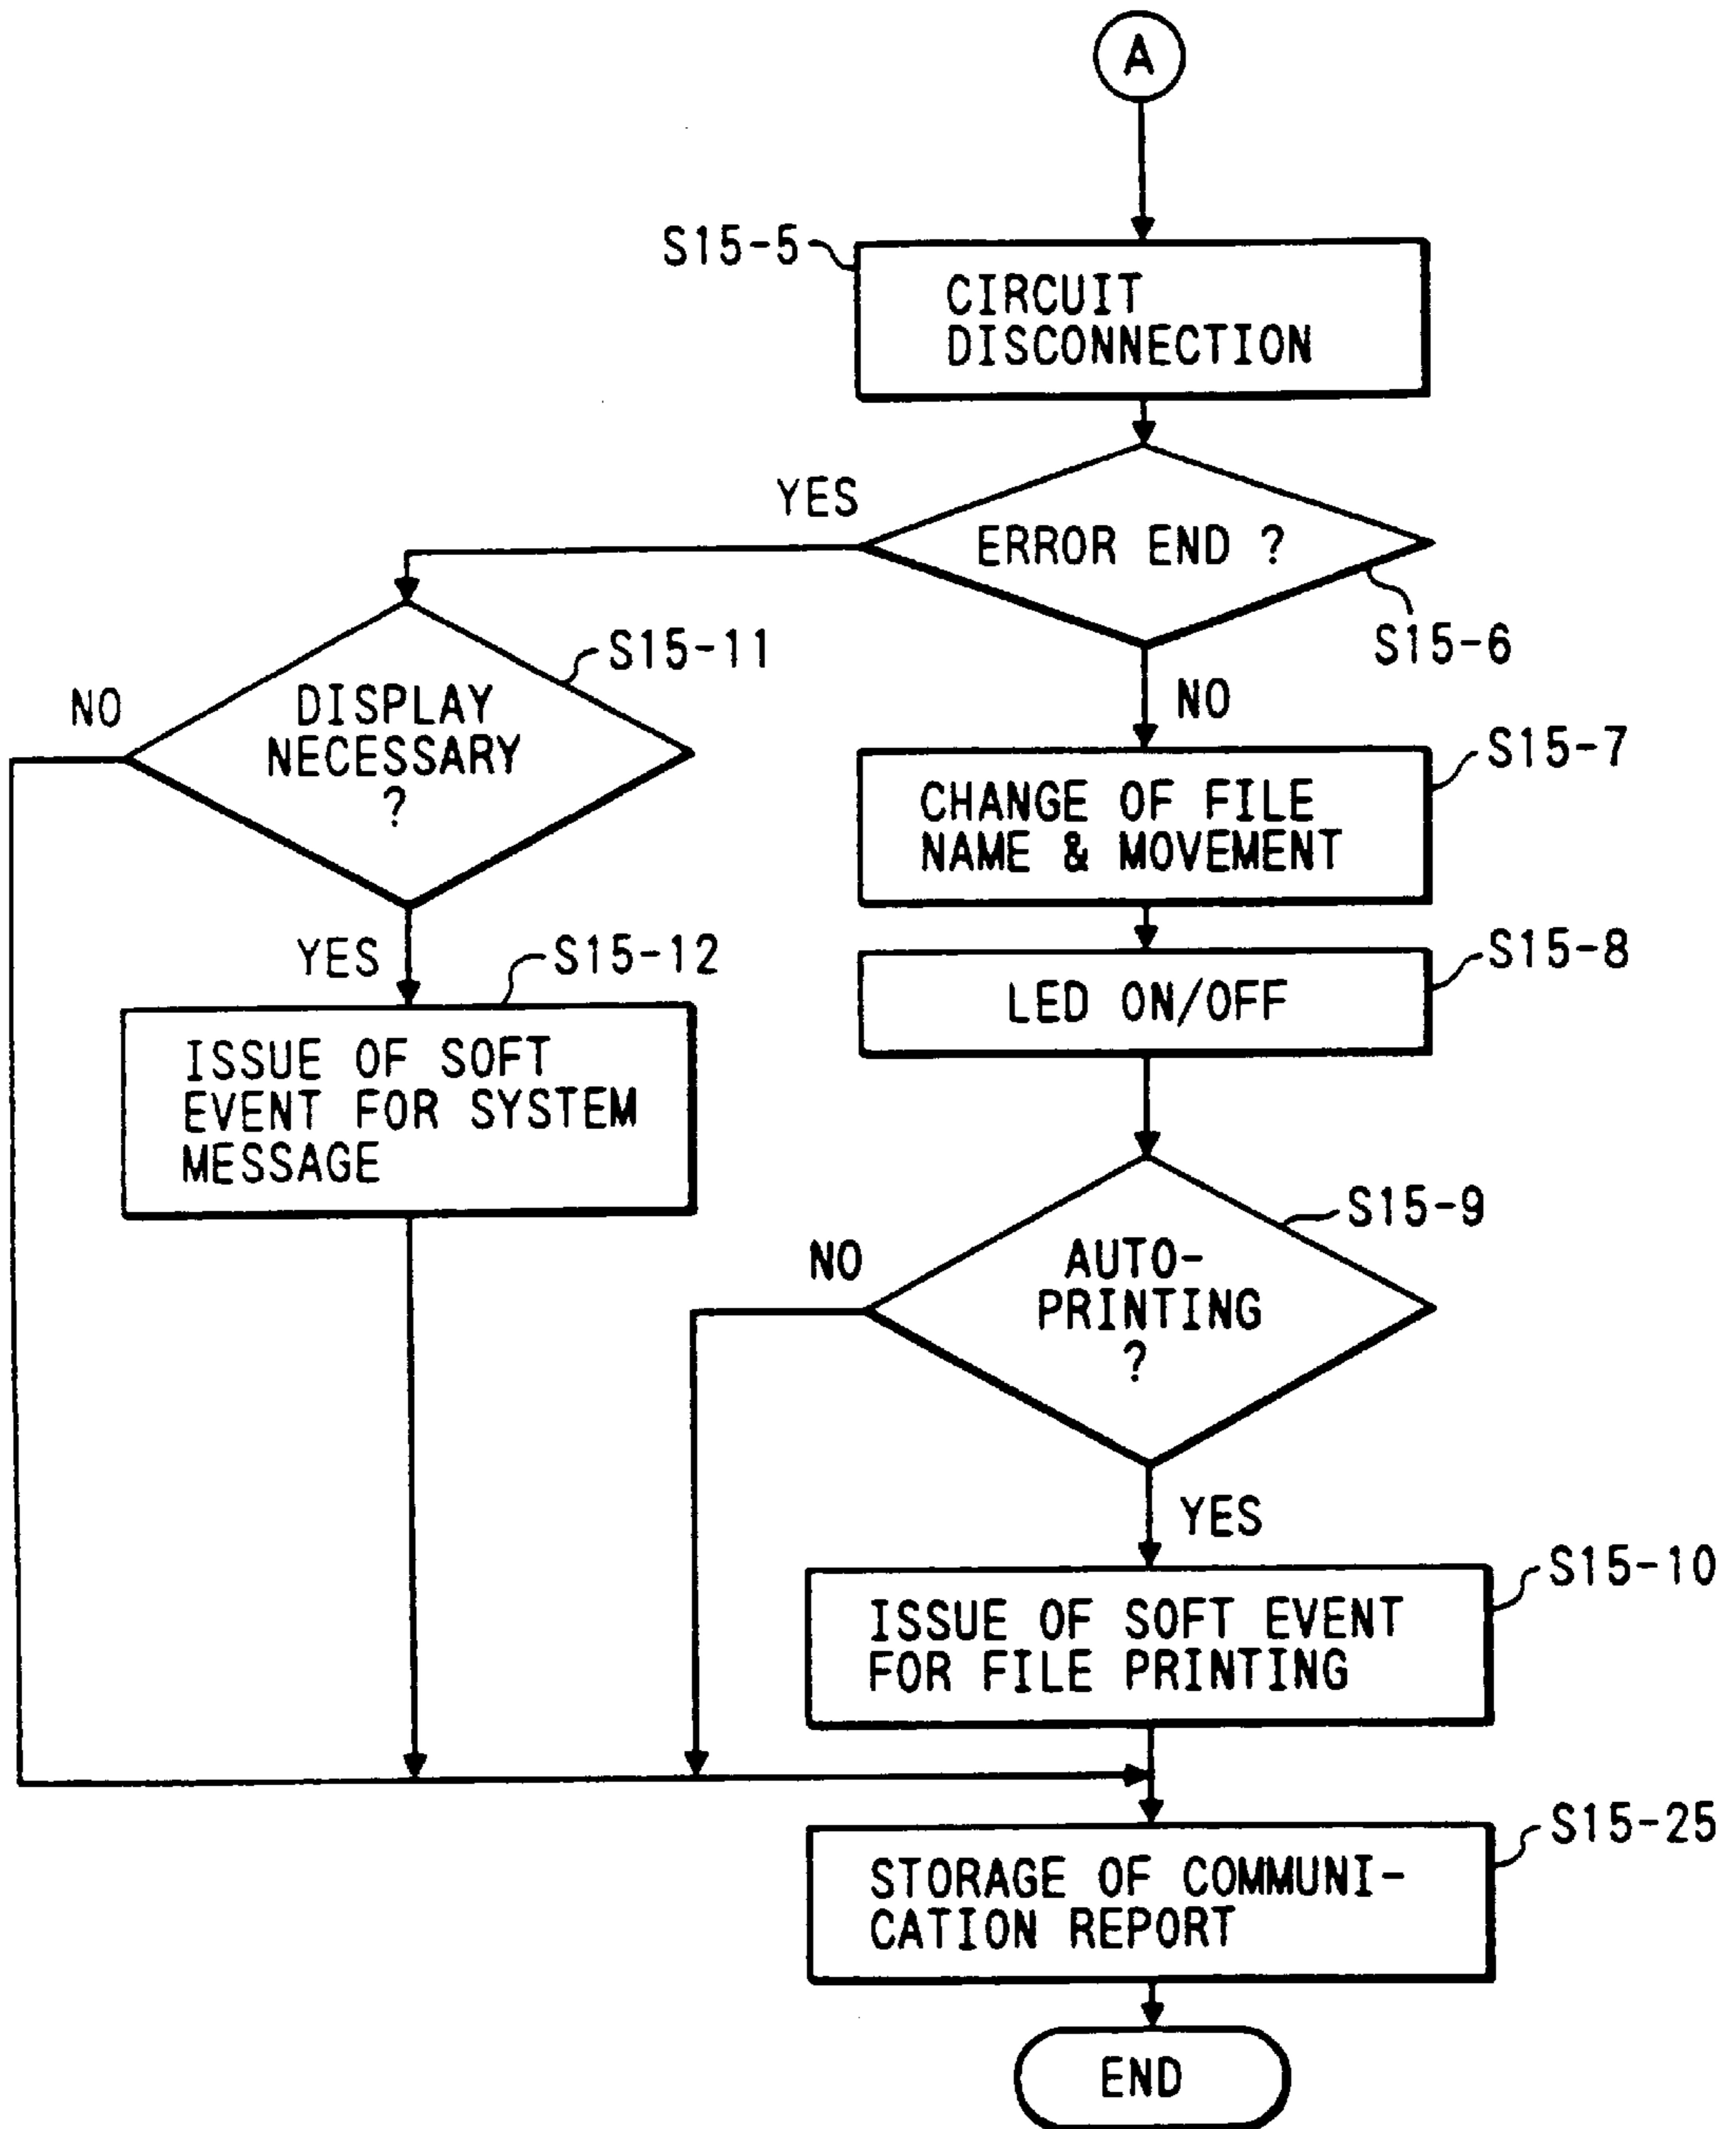 A
S15-5
CIRCUIT
DISCONNECTION
YES
ERROR END ?
S15-6
S15-11
NO
DISPLAY
NECESSARY
?
NO
S15-7
CHANGE OF FILE
NAME & MOVEMENT
YES
S15-12
S15-8
LED ON/OFF
ISSUE OF SOFT
EVENT FOR SYSTEM
MESSAGE
S15-9
NO
AUTO-
PRINTING
?
YES
S15-10
ISSUE OF SOFT EVENT
FOR FILE PRINTING
S15-25
STORAGE OF COMMUNI-
CATION REPORT
END